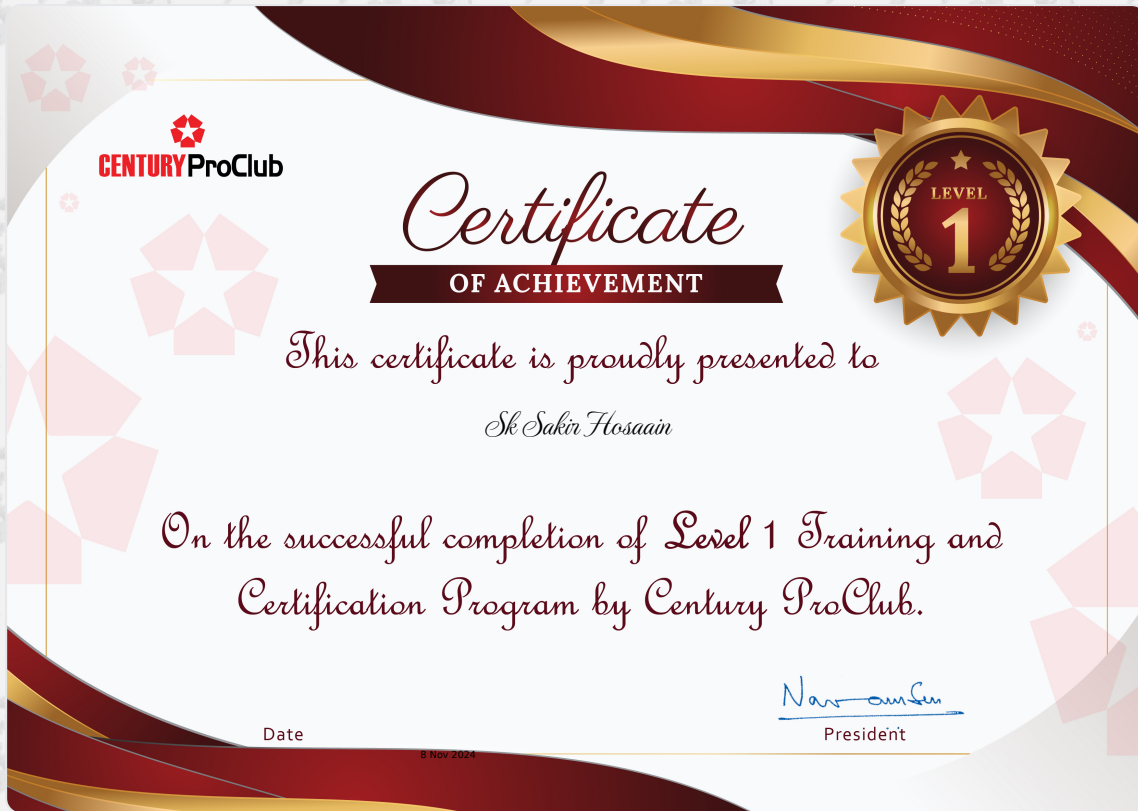 CENTURY ProClub
LEVEL
1
Certificate
OF ACHIEVEMENT
This certificate is proudly presented to
Sk Sakir Hosaain
On the successful completion of Level 1 Training and
Certification Program by Century ProClub.
Date
President
8 Nov 2024